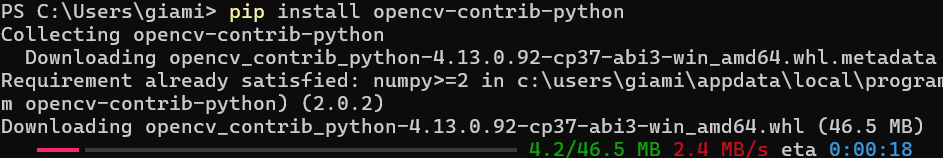 PS C:\Users\giami> pip install opencv-contrib-python
Collecting opencv-contrib-python
  Downloading opencv_contrib_python-4.13.0.92-cp37-abi3-win_amd64.whl.metadata
Requirement already satisfied: numpy>=2 in c:\users\giami\appdata\local\program
m opencv-contrib-python) (2.0.2)
Downloading opencv_contrib_python-4.13.0.92-cp37-abi3-win_amd64.whl (46.5 MB)
4.2/46.5 MB 2.4 MB/s eta 0:00:18